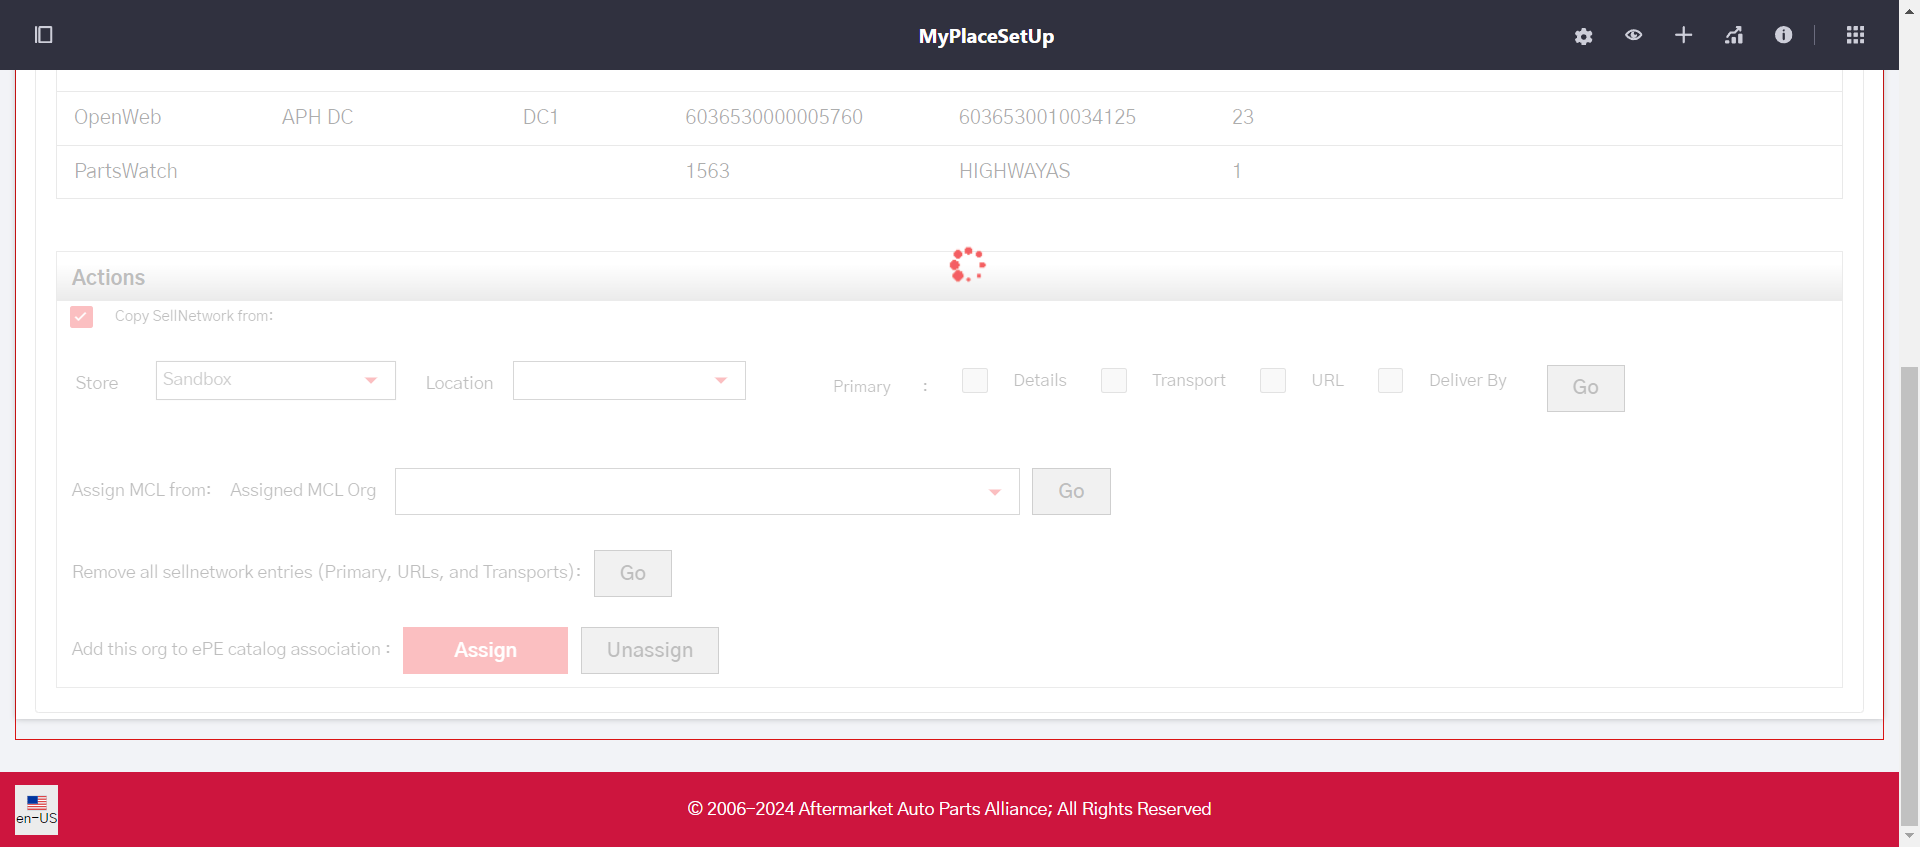 MyPlaceSetUp
OpenWeb APH DC DC1 6036530000005760 6036530010034125 23
PartsWatch 1563 HIGHWAYAS 1
Actions
Copy SellNetwork from:
Store Sandbox Location Primary : Details Transport URL Deliver By Go
Assign MCL from: Assigned MCL Org Go
Remove all sellnetwork entries (Primary, URLs, and Transports): Go
Add this org to ePE catalog association : Assign Unassign
en-US
© 2006-2024 Aftermarket Auto Parts Alliance; All Rights Reserved